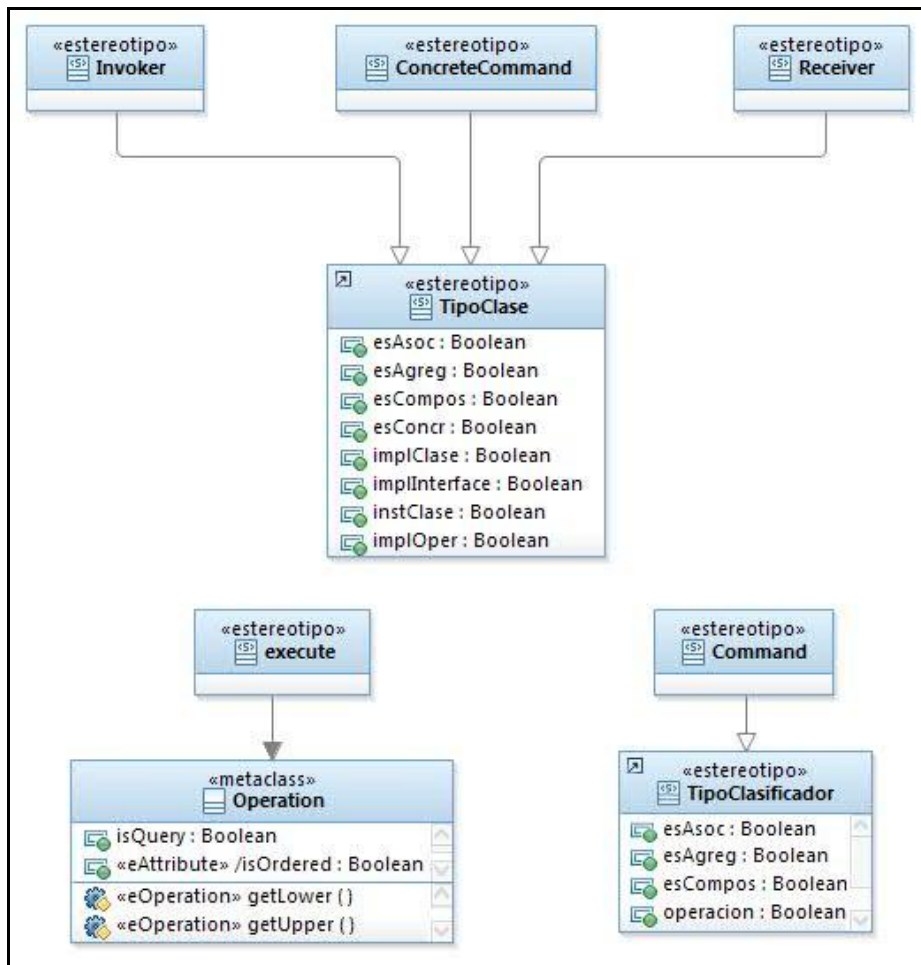 «estereotipo»
Invoker
«estereotipo»
ConcreteCommand
«estereotipo»
Receiver
«estereotipo»
TipoClase
esAsoc : Boolean
esAgreg : Boolean
esCompos : Boolean
esConcr : Boolean
implClase : Boolean
implInterface : Boolean
instClase : Boolean
implOper : Boolean
«estereotipo»
execute
«estereotipo»
Command
«metaclass»
Operation
isQuery : Boolean
«eAttribute» /isOrdered : Boolean
«eOperation» getLower ( )
«eOperation» getUpper ( )
«estereotipo»
TipoClasificador
esAsoc : Boolean
esAgreg : Boolean
esCompos : Boolean
operacion : Boolean